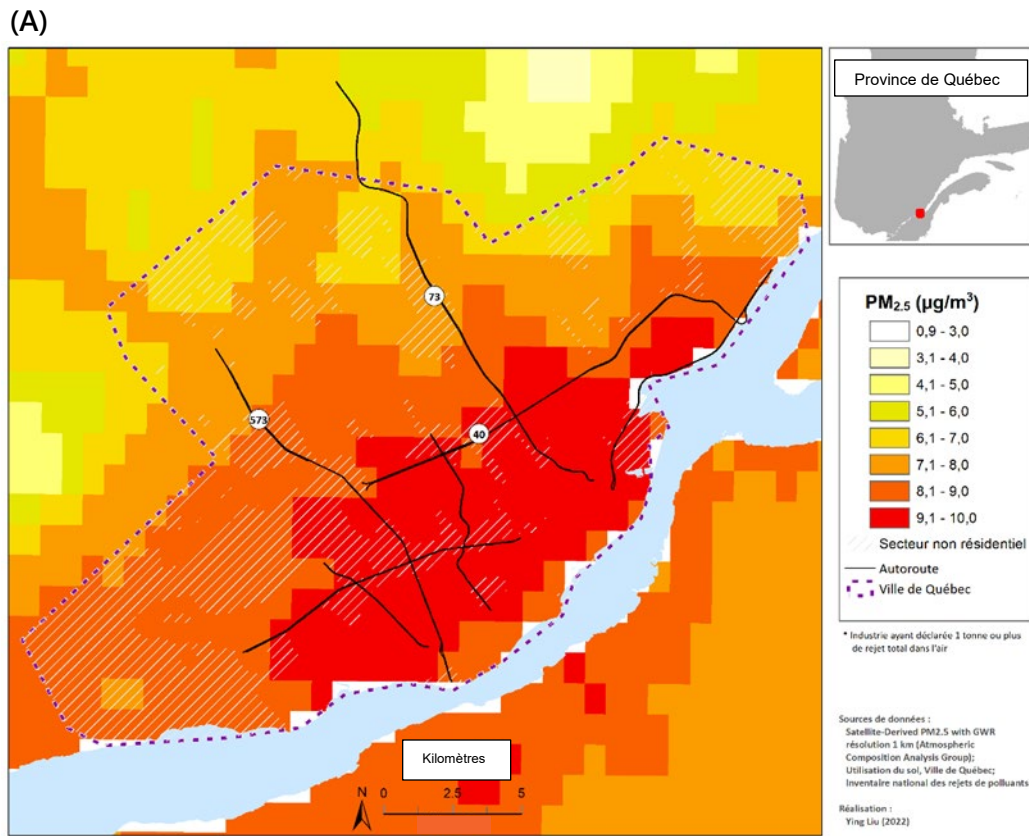 (A)
Province de Québec
73
573
40
PM2.5 (µg/m³)
0,9 - 3,0
3,1 - 4,0
4,1 - 5,0
5,1 - 6,0
6,1 - 7,0
7,1 - 8,0
8,1 - 9,0
9,1 - 10,0
Secteur non résidentiel
Autoroute
Ville de Québec
* Industrie ayant déclarée 1 tonne ou plus
de rejet total dans l'air
Sources de données :
Satellite-Derived PM2.5 with GWR
résolution 1 km (Atmospheric
Composition Analysis Group);
Utilisation du sol, Ville de Québec;
Inventaire national des rejets de polluants
Réalisation :
Ying Liu (2022)
Kilomètres
N
0 2.5 5